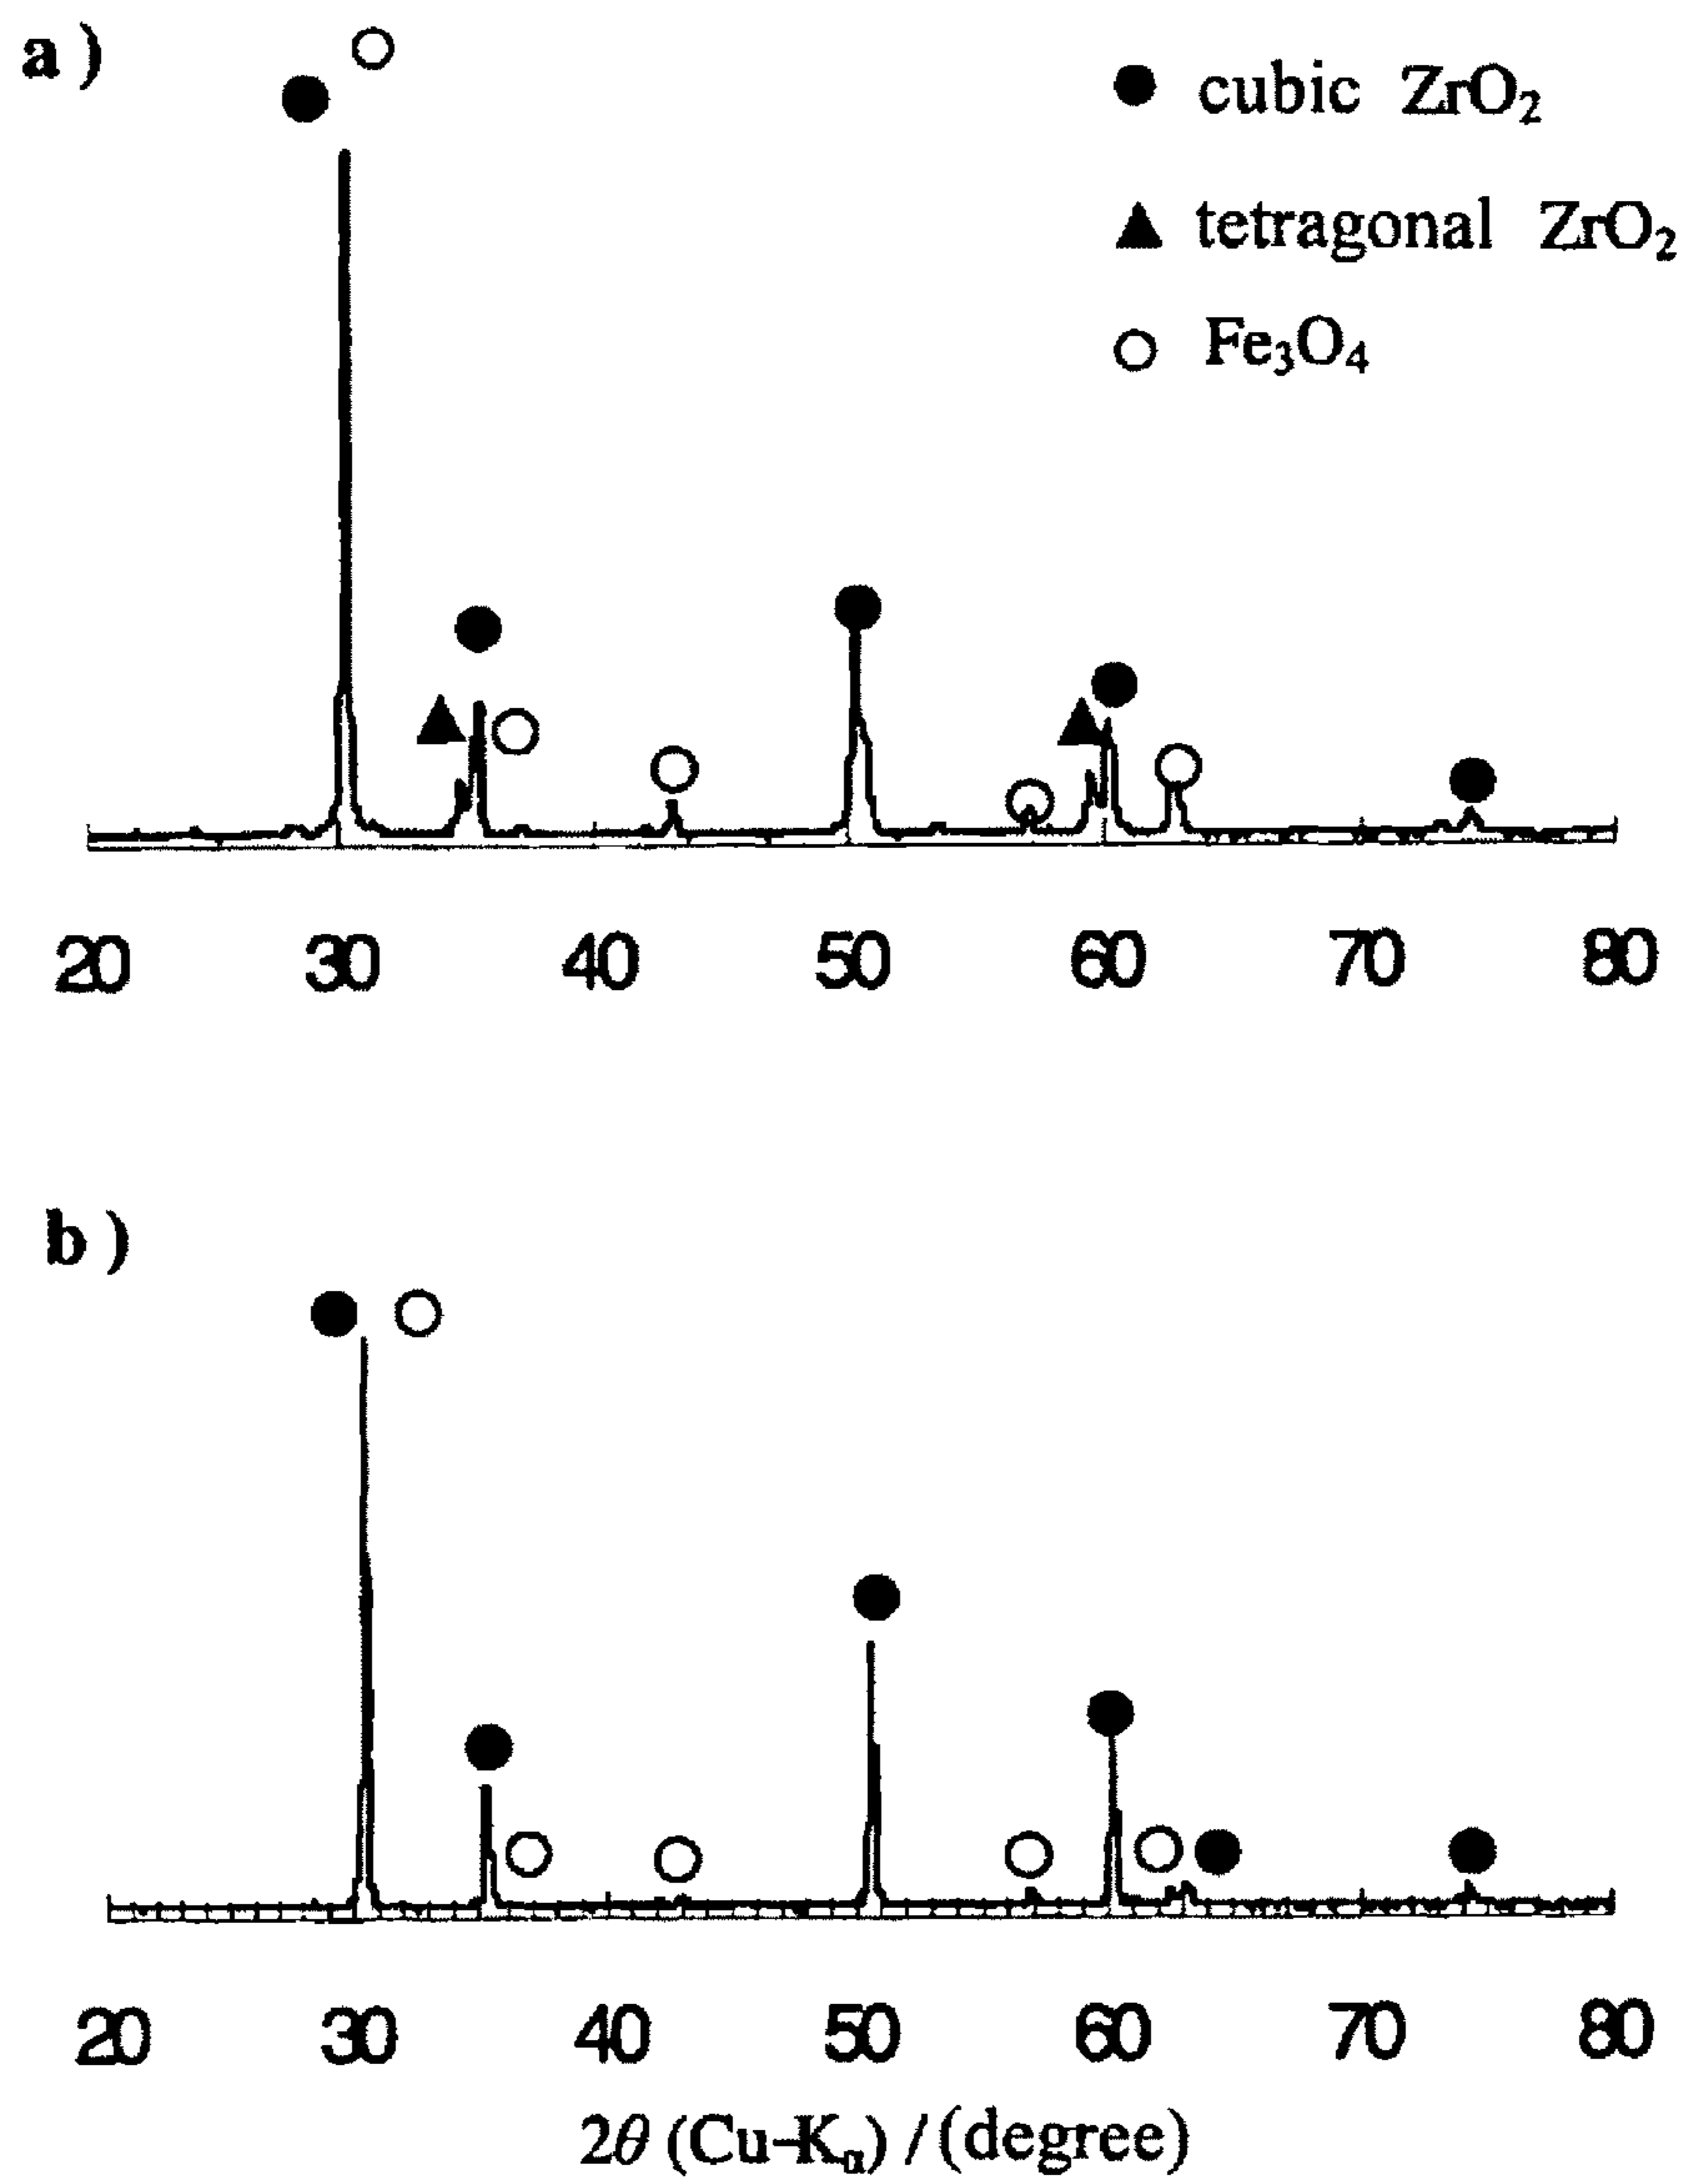 a)
cubic ZrO₂
tetragonal ZrO₂
Fe₃O₄
20 30 40 50 60 70 80
b)
20 30 40 50 60 70 80
2θ (Cu-Kα) / (degree)